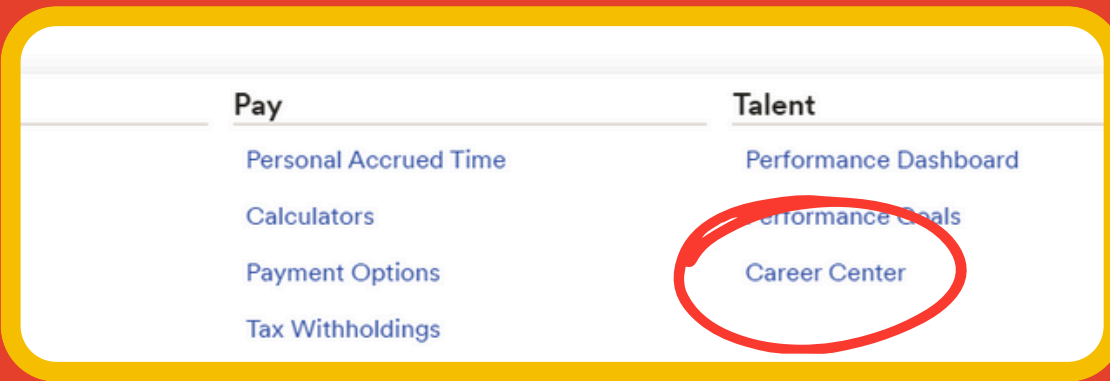 Pay
Personal Accrued Time
Calculators
Payment Options
Tax Withholdings
Talent
Performance Dashboard
Performance Goals
Career Center